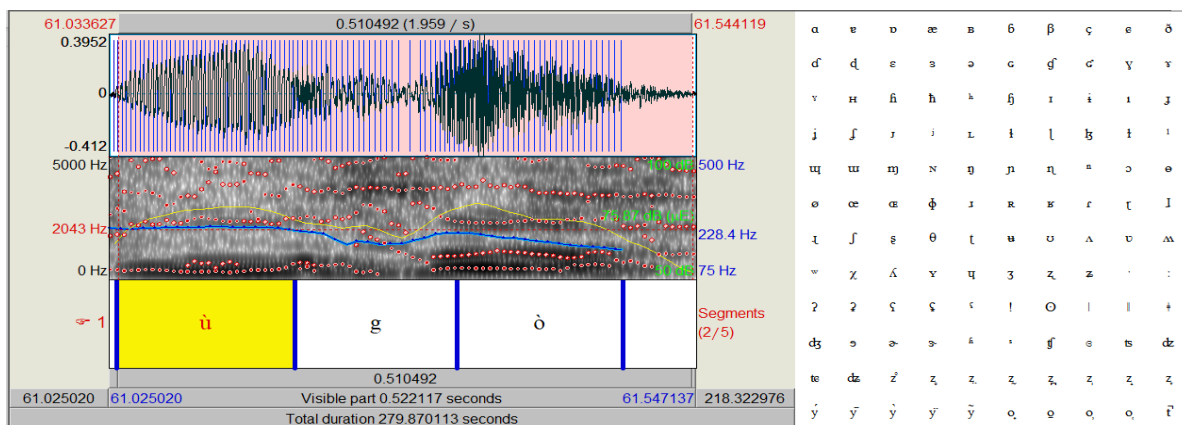 61.033627 0.510492 (1.959 / s) 61.544119
0.3952
0
-0.412
5000 Hz 500 Hz
2043 Hz 228.4 Hz
0 Hz 75 Hz
1 ù g ò Segments
(2/5)
0.510492
61.025020 61.025020 Visible part 0.522117 seconds 61.547137 218.322976
Total duration 279.870113 seconds
ɑ ɐ ɒ æ ʙ ɓ β ç ɕ ð
ɗ ɖ ɛ ɜ ə ɢ ɠ ʛ ɣ ɤ
ˠ ʜ ɦ ħ ʰ ɧ ɪ ɨ ı ɟ
ʝ ʄ ʲ ʟ ɫ ɭ ɮ ɬ ˡ
ɰ ɯ ɱ ɴ ŋ ɲ ɳ ⁿ ɔ ɵ
ø œ ɶ ɸ ɹ ʀ ʁ ɾ ɽ ɺ
ɻ ʃ ʂ θ ʈ ʉ ʊ ʌ ʋ ʍ
ʷ χ ʎ ʏ ɥ ʒ ʐ ʑ ˑ ː
ʔ ʡ ʕ ʢ ˤ ǃ ʘ ǀ ǁ ǂ
ʤ ɘ ɚ ɝ ʱ ˢ ʧ ɞ ʦ ʣ
ʨ ʥ
ý ȳ ỳ ȳ ỹ